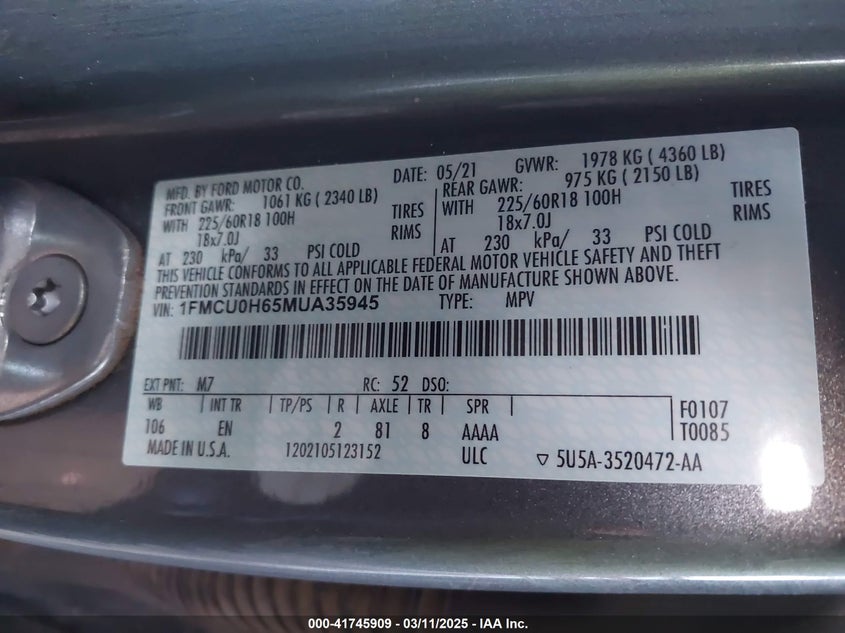 MFD. BY FORD MOTOR CO.
DATE: 05/21 GVWR: 1978 KG ( 4360 LB)
FRONT GAWR: 1061 KG ( 2340 LB)
REAR GAWR: 975 KG ( 2150 LB)
WITH 225/60R18 100H TIRES
18x7.0J RIMS
AT 230 kPa/ 33 PSI COLD
WITH 225/60R18 100H TIRES
18x7.0J RIMS
AT 230 kPa/ 33 PSI COLD
THIS VEHICLE CONFORMS TO ALL APPLICABLE FEDERAL MOTOR VEHICLE SAFETY AND THEFT
PREVENTION STANDARDS IN EFFECT ON THE DATE OF MANUFACTURE SHOWN ABOVE.
VIN: 1FMCU0H65MUA35945 TYPE: MPV
EXT PNT: M7 RC: 52 DSO:
WB INT TR TP/PS R AXLE TR SPR F0107
106 EN 2 81 8 AAAA T0085
MADE IN U.S.A. 1202105123152 ULC ▽ 5U5A-3520472-AA
000-41745909 - 03/11/2025 - IAA Inc.